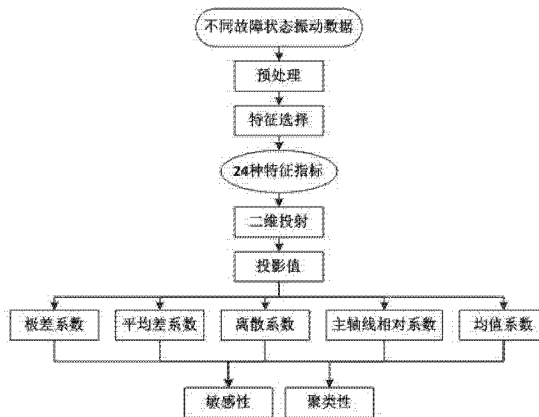 不同故障状态振动数据
预处理
特征选择
24种特征指标
二维投射
投影值
根差系数
平均差系数
离散系数
主轴线相对系数
均值系数
敏感性
聚类性